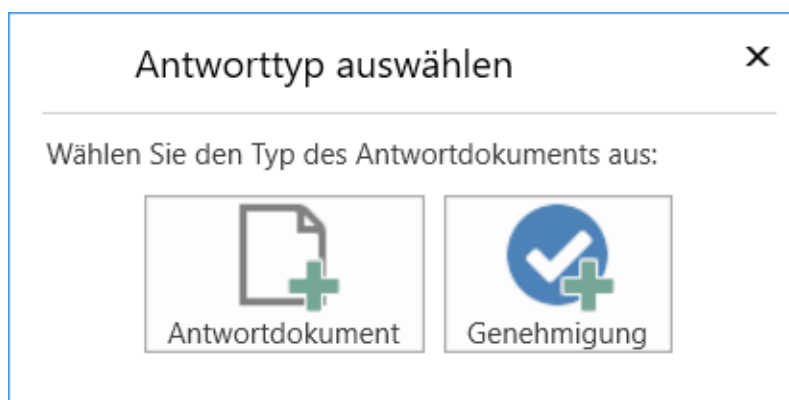 Antworttyp auswählen
Wählen Sie den Typ des Antwortdokuments aus:
Antwortdokument
Genehmigung